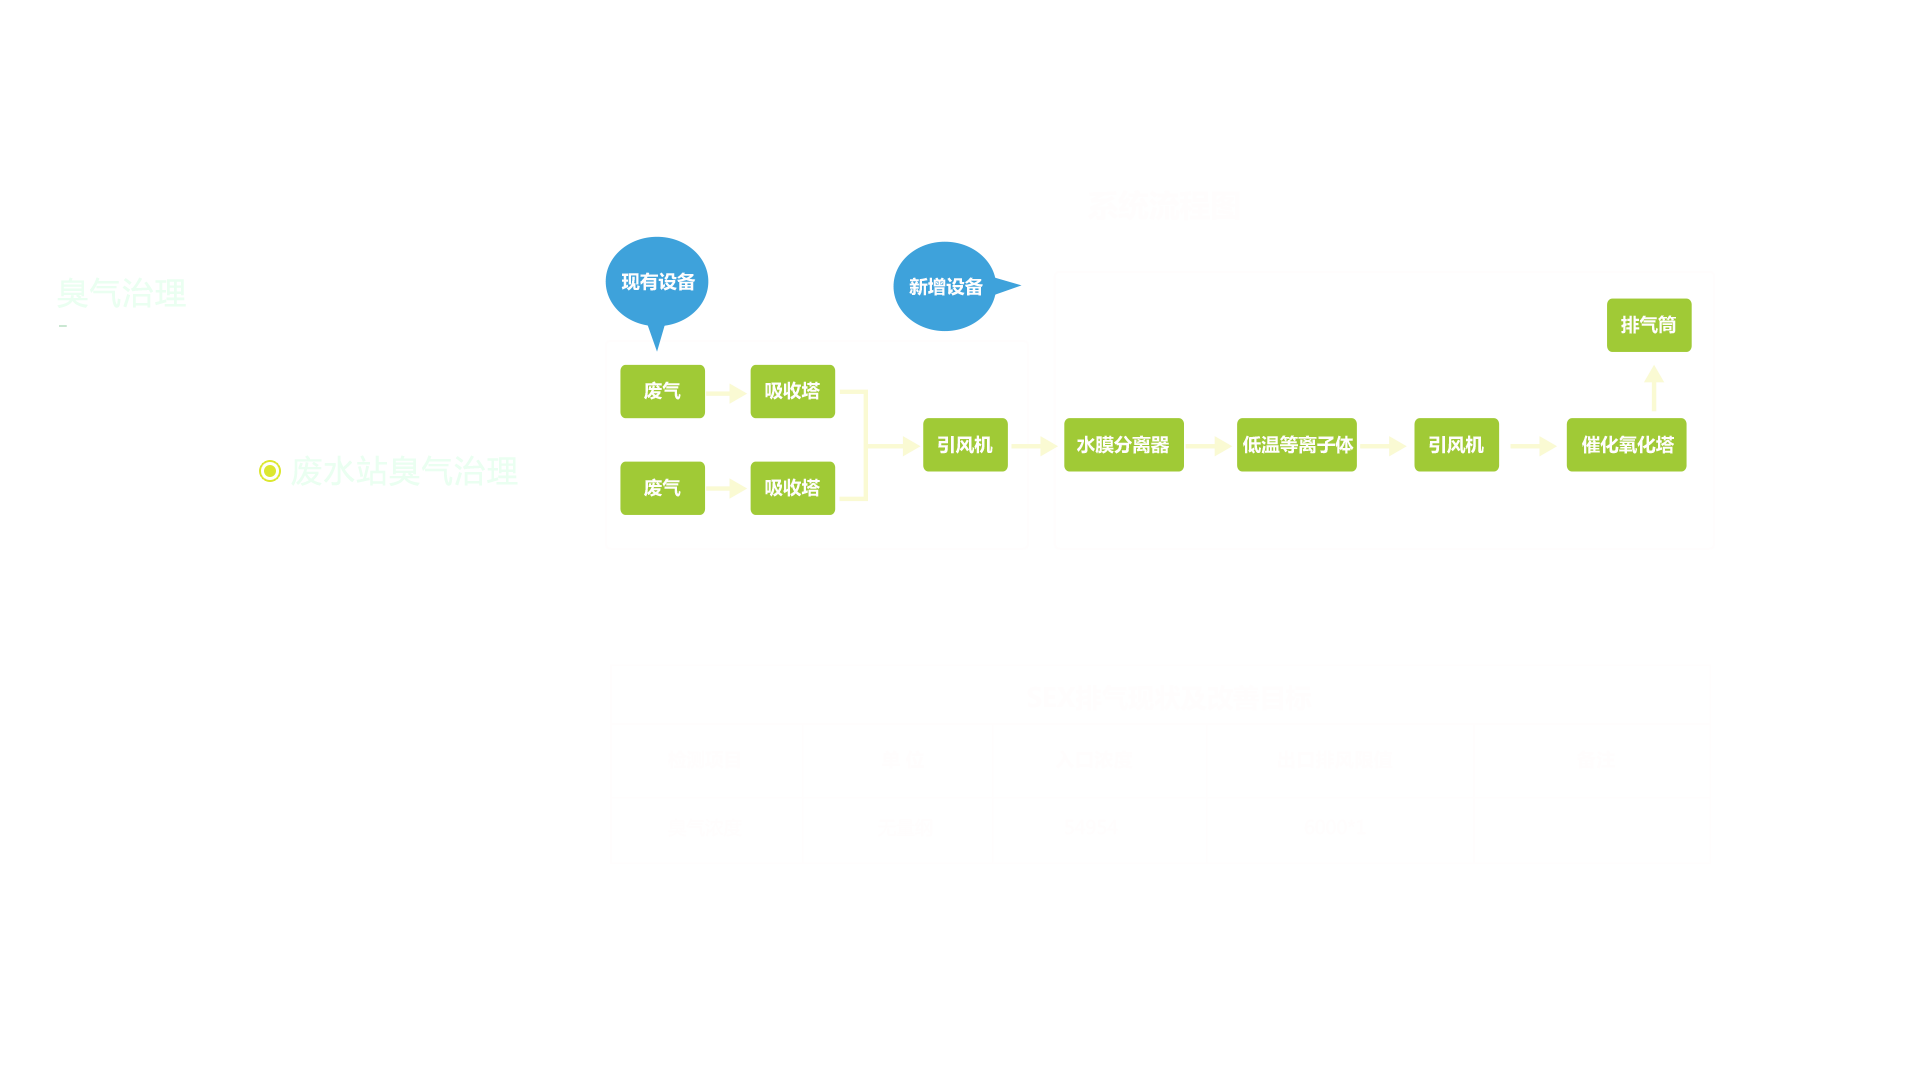 臭气治理
废水站臭气治理
现有设备
新增设备
排气筒
废气
吸收塔
引风机
水膜分离器
低温等离子体
引风机
催化氧化塔
废气
吸收塔